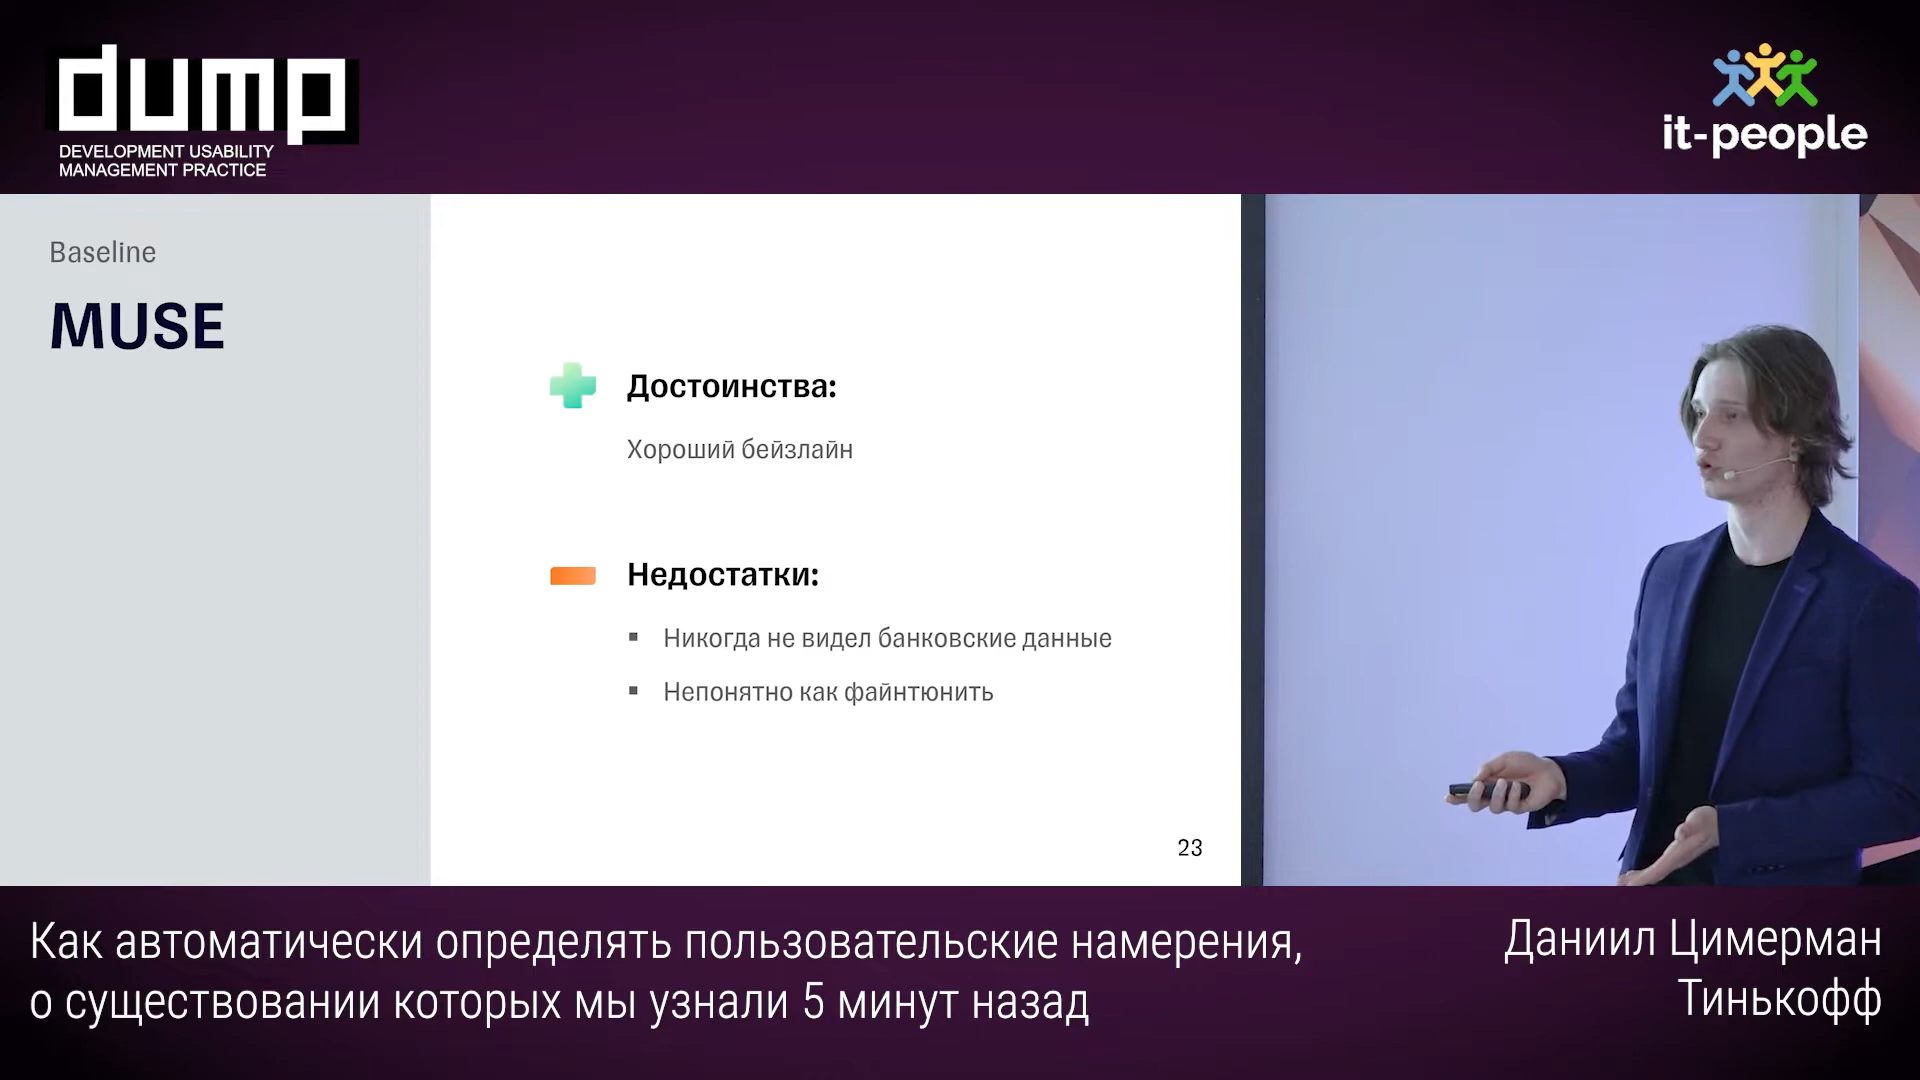 dump
DEVELOPMENT USABILITY
MANAGEMENT PRACTICE
it-people
Baseline
MUSE
Достоинства:
Хороший бейзлайн
Недостатки:
▪ Никогда не видел банковские данные
▪ Непонятно как файнтюнить
23
Как автоматически определять пользовательские намерения,
о существовании которых мы узнали 5 минут назад
Даниил Цимерман
Тинькофф